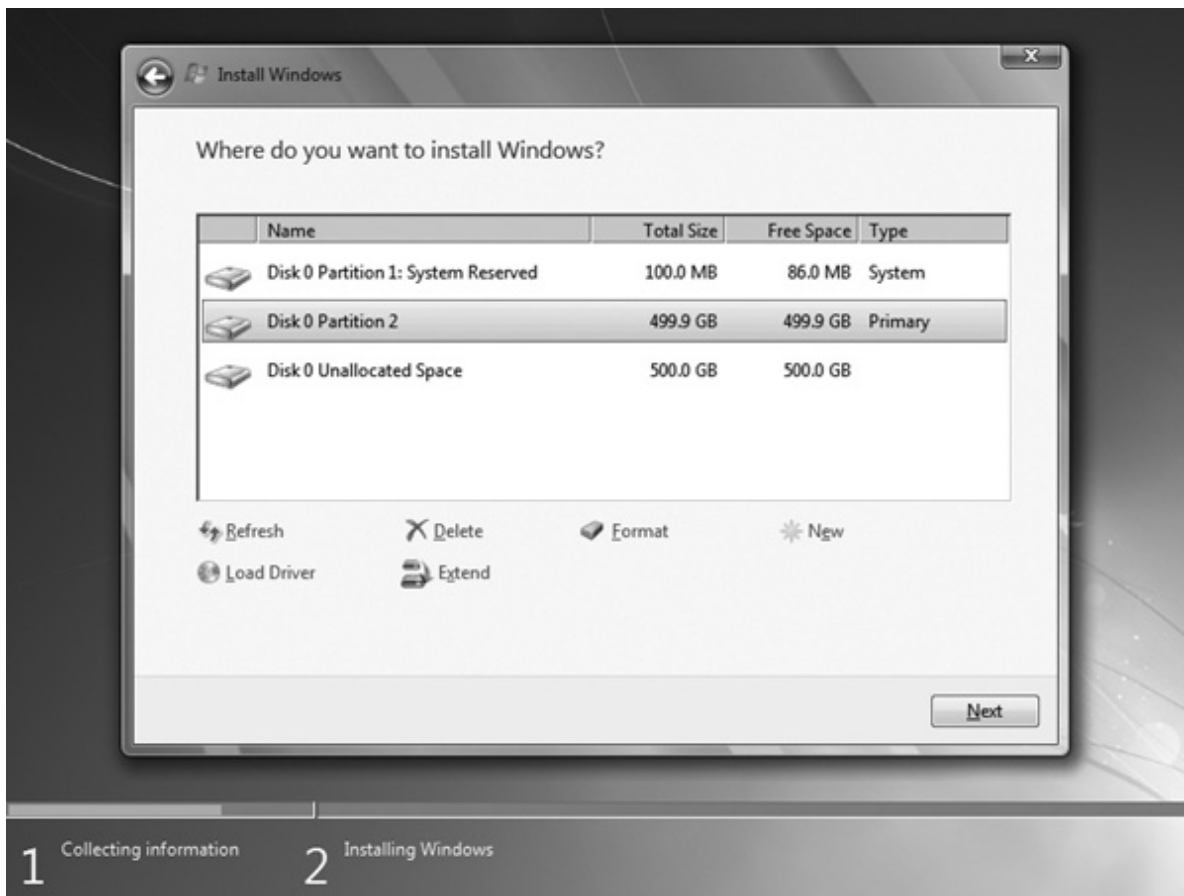 Install Windows
Where do you want to install Windows?
Name Total Size Free Space Type
Disk 0 Partition 1: System Reserved 100.0 MB 86.0 MB System
Disk 0 Partition 2 499.9 GB 499.9 GB Primary
Disk 0 Unallocated Space 500.0 GB 500.0 GB
Refresh Delete Format New
Load Driver Extend
Next
1 Collecting information 2 Installing Windows